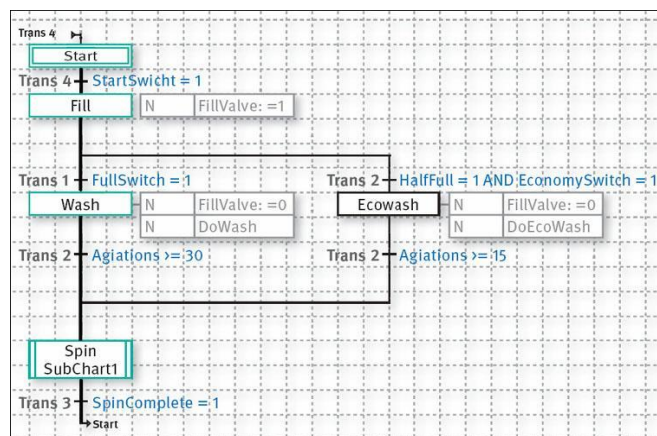 Trans 4
Start
Trans 4 StartSwicht = 1
Fill N FillValve: =1
Trans 1 FullSwitch = 1 Trans 2 HalfFull = 1 AND EconomySwitch = 1
Wash N FillValve: =0 Ecowash N FillValve: =0
N DoWash N DoEcoWash
Trans 2 Agiations >= 30 Trans 2 Agiations >= 15
Spin
SubChart1
Trans 3 SpinComplete = 1
Start